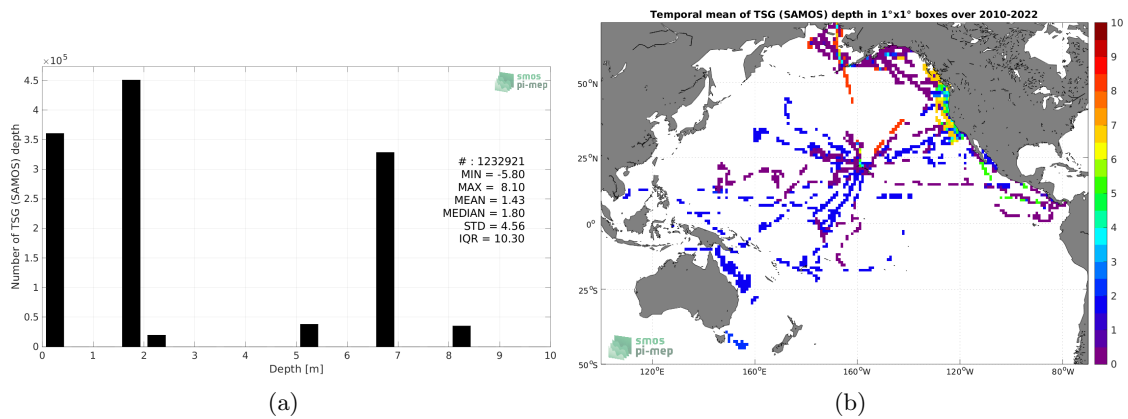 ×10⁵
4.5
4
3.5
3
2.5
2
1.5
1
0.5
0
Number of TSG (SAMOS) depth
smos
pi-mep
# : 1232921
MIN = -5.80
MAX = 8.10
MEAN = 1.43
MEDIAN = 1.80
STD = 4.56
IQR = 10.30
0 1 2 3 4 5 6 7 8 9 10
Depth [m]
(a)
Temporal mean of TSG (SAMOS) depth in 1°x1° boxes over 2010-2022
50°N
25°N
0°
25°S
50°S
120°E 160°E 160°W 120°W 80°W
smos
pi-mep
10
9
8
7
6
5
4
3
2
1
0
(b)